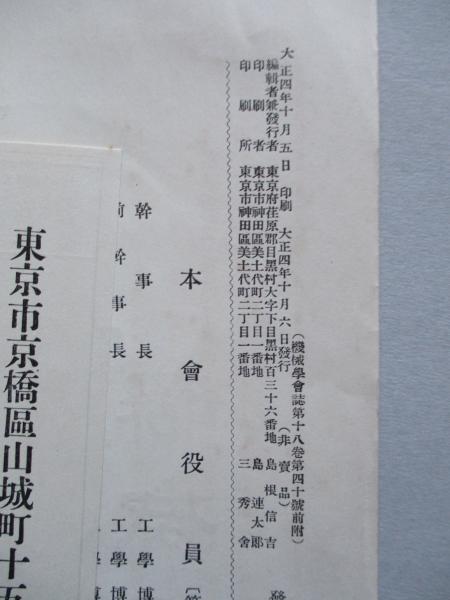 (機械學會誌第十八卷第四十號前附)
大正四年十月五日印刷 大正四年十月六日發行 (非賣品)
編輯者兼發行者 東京府荏原郡目黑村大字下目黑村百三十六番地 島根信吉
印刷者 東京市神田區美土代町二丁目一番地 島連太郎
印刷所 東京市神田區美土代町二丁目一番地 三秀舍
本會役員
幹事長 工學博
前幹事長 工學博
東京市京橋區山城町十五